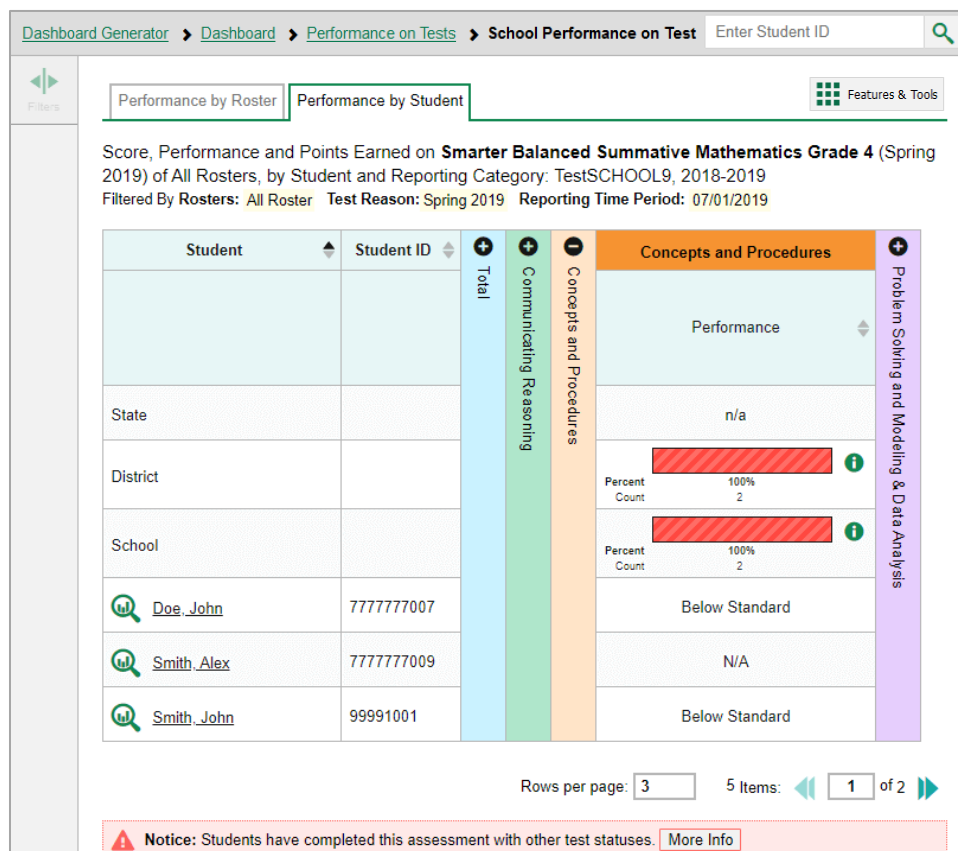 Dashboard Generator > Dashboard > Performance on Tests > School Performance on Test Enter Student ID
Filters
Performance by Roster Performance by Student Features & Tools
Score, Performance and Points Earned on Smarter Balanced Summative Mathematics Grade 4 (Spring
2019) of All Rosters, by Student and Reporting Category: TestSCHOOL9, 2018-2019
Filtered By Rosters: All Roster Test Reason: Spring 2019 Reporting Time Period: 07/01/2019
Student Student ID Total Communicating Reasoning Concepts and Procedures Concepts and Procedures Problem Solving and Modeling & Data Analysis
Performance
State n/a
District
Percent 100%
Count 2
School
Percent 100%
Count 2
Doe, John 7777777007 Below Standard
Smith, Alex 7777777009 N/A
Smith, John 99991001 Below Standard
Rows per page: 3 5 Items: 1 of 2
Notice: Students have completed this assessment with other test statuses. More Info